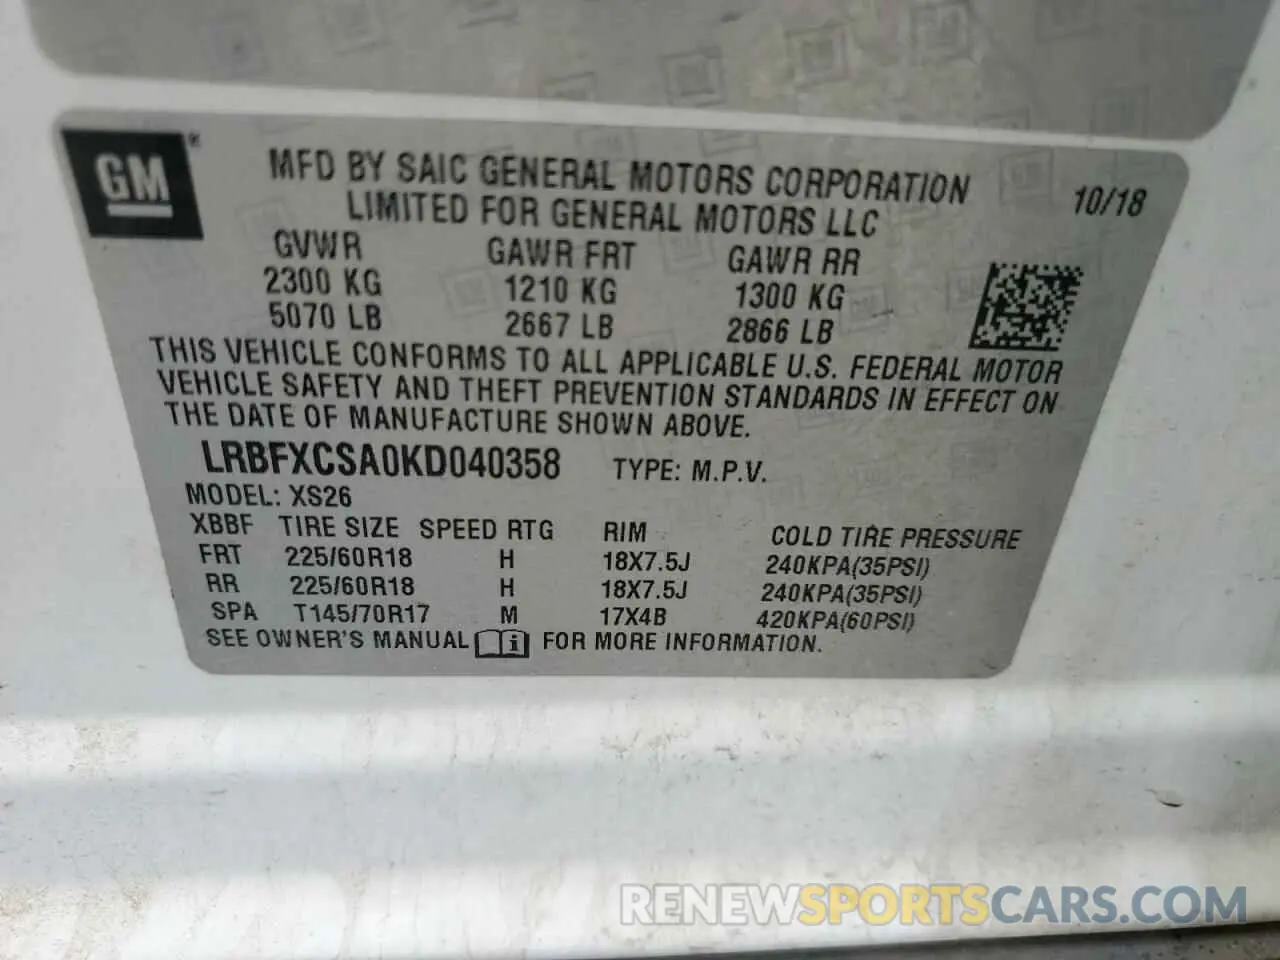 GM
MFD BY SAIC GENERAL MOTORS CORPORATION
LIMITED FOR GENERAL MOTORS LLC
10/18
GVWR GAWR FRT GAWR RR
2300 KG 1210 KG 1300 KG
5070 LB 2667 LB 2866 LB
THIS VEHICLE CONFORMS TO ALL APPLICABLE U.S. FEDERAL MOTOR
VEHICLE SAFETY AND THEFT PREVENTION STANDARDS IN EFFECT ON
THE DATE OF MANUFACTURE SHOWN ABOVE.
LRBFXCSA0KD040358 TYPE: M.P.V.
MODEL: XS26
XBBF TIRE SIZE SPEED RTG RIM COLD TIRE PRESSURE
FRT 225/60R18 H 18X7.5J 240KPA(35PSI)
RR 225/60R18 H 18X7.5J 240KPA(35PSI)
SPA T145/70R17 M 17X4B 420KPA(60PSI)
SEE OWNER'S MANUAL FOR MORE INFORMATION.
RENEWSPORTSCARS.COM